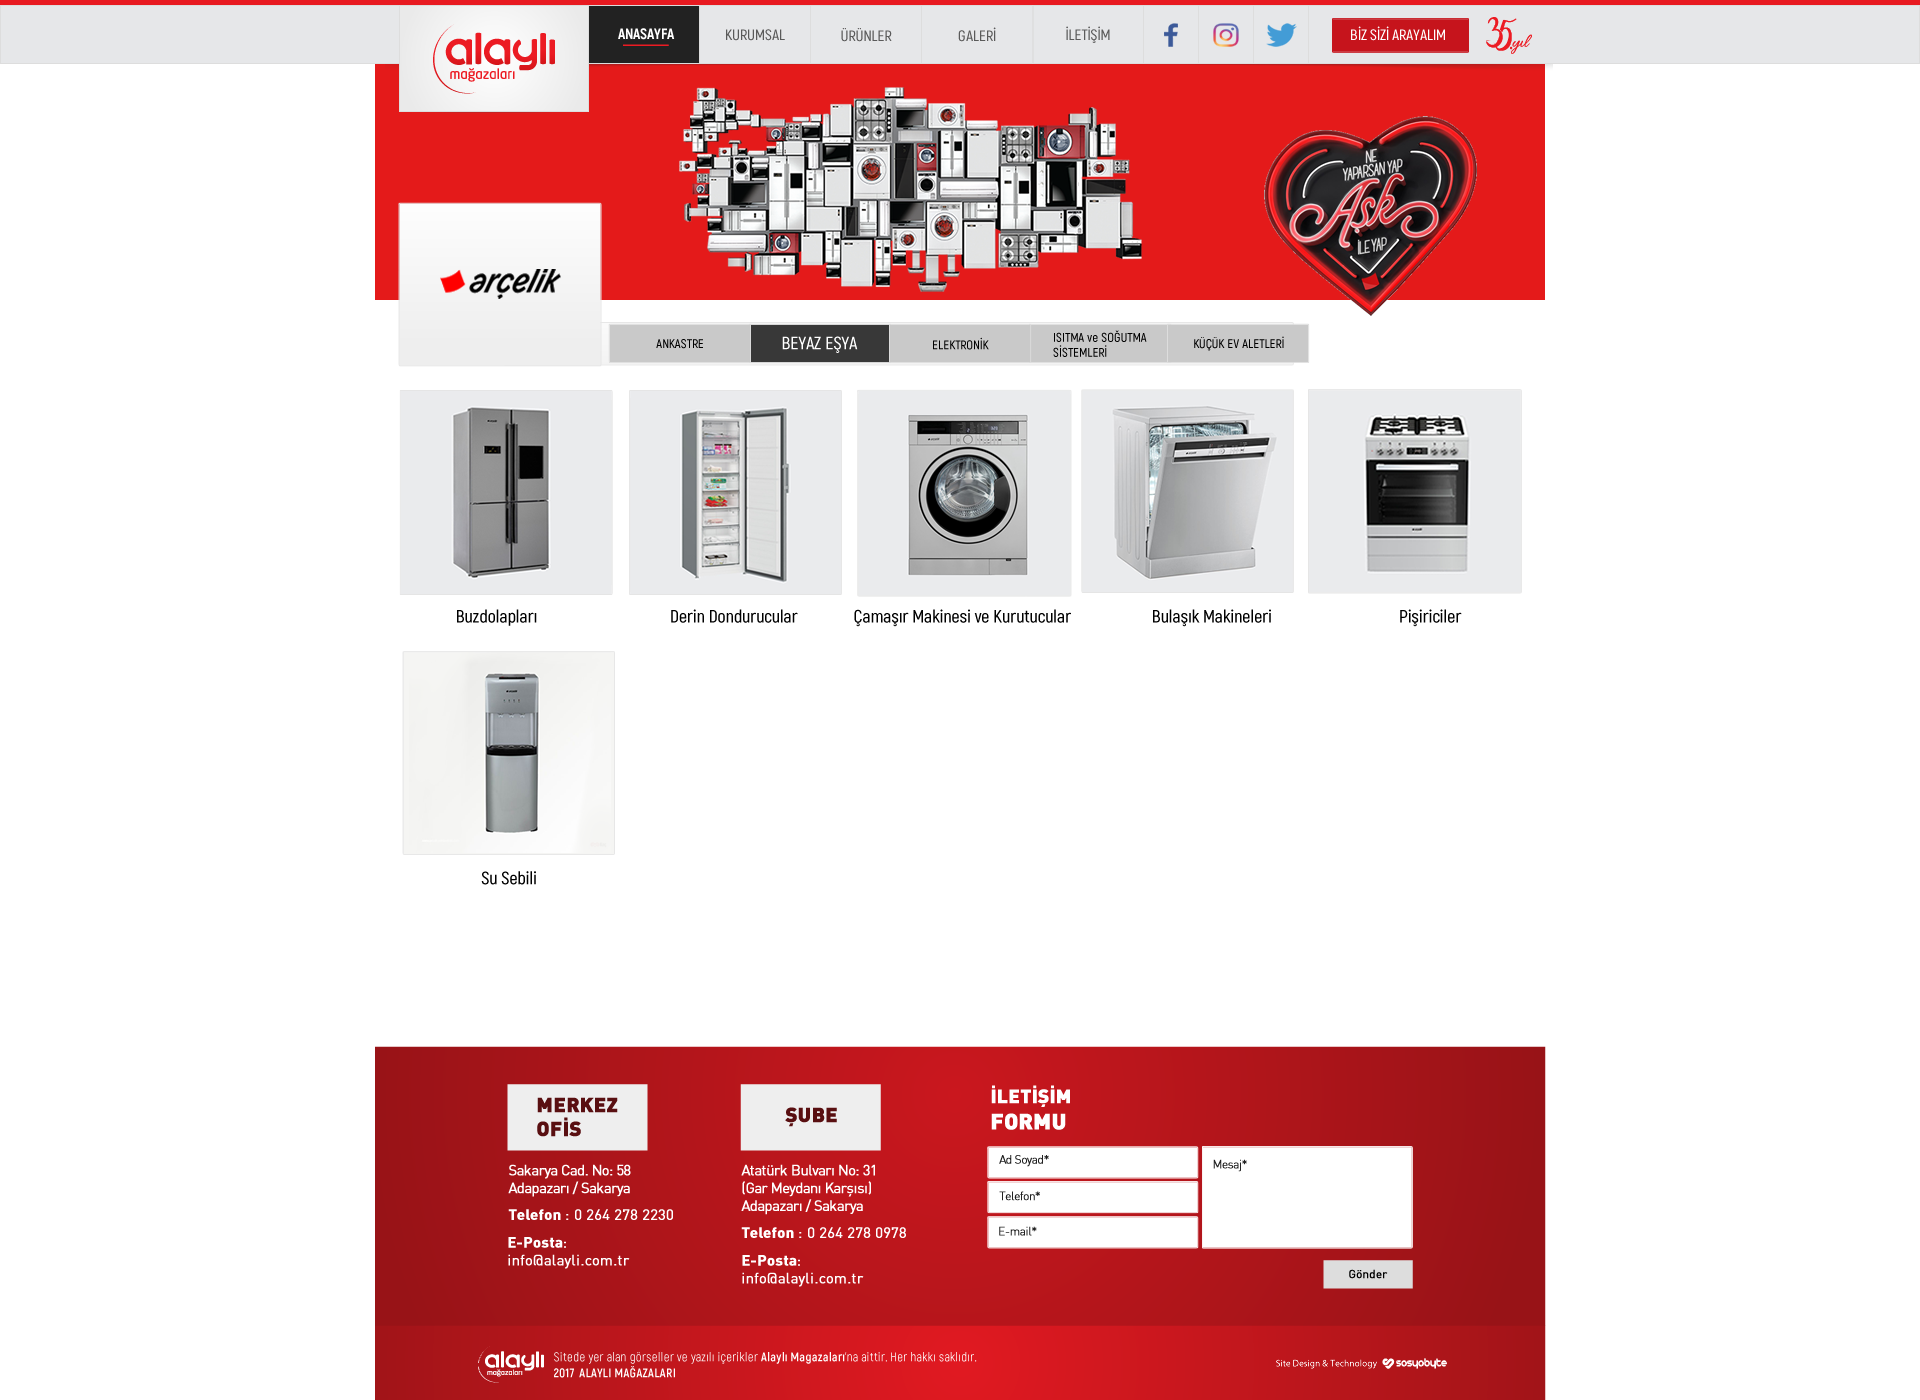 alaylı
mağazaları
ANASAYFA
KURUMSAL
ÜRÜNLER
GALERİ
İLETİŞİM
BİZ SİZİ ARAYALIM
35.yıl
NE
YAPARSAN YAP
Aşk
İLE YAP
arçelik
ANKASTRE
BEYAZ EŞYA
ELEKTRONİK
ISITMA ve SOĞUTMA
SİSTEMLERİ
KÜÇÜK EV ALETLERİ
Buzdolapları
Derin Dondurucular
Çamaşır Makinesi ve Kurutucular
Bulaşık Makineleri
Pişiriciler
Su Sebili
MERKEZ
OFİS
Sakarya Cad. No: 58
Adapazarı / Sakarya
Telefon : 0 264 278 2230
E-Posta:
info@alayli.com.tr
ŞUBE
Atatürk Bulvarı No: 31
(Gar Meydanı Karşısı)
Adapazarı / Sakarya
Telefon : 0 264 278 0978
E-Posta:
info@alayli.com.tr
İLETİŞİM
FORMU
Ad Soyad*
Telefon*
E-mail*
Mesaj*
Gönder
alaylı
mağazaları
Sitede yer alan görseller ve yazılı içerikler Alaylı Magazaları'na aittir. Her hakkı saklıdır.
2017 ALAYLI MAĞAZALARI
Site Design & Technology sosyobyte